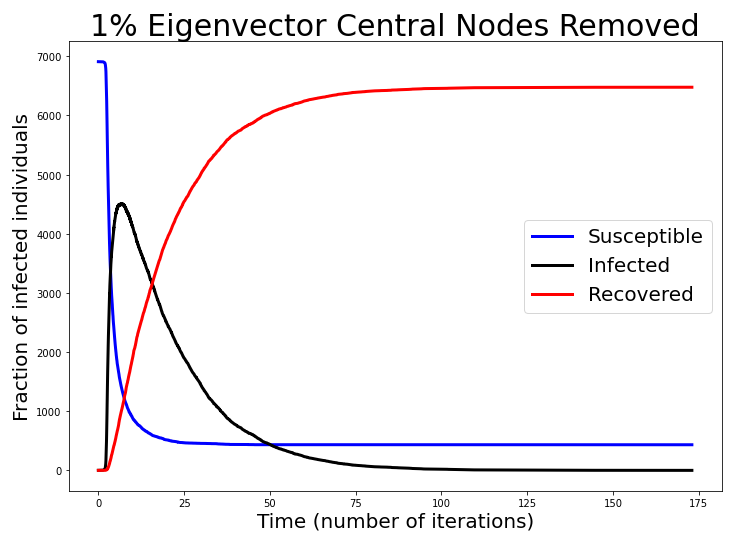 1% Eigenvector Central Nodes Removed
Fraction of infected individuals
7000
6000
5000
4000
3000
2000
1000
0
Susceptible
Infected
Recovered
0 25 50 75 100 125 150 175
Time (number of iterations)